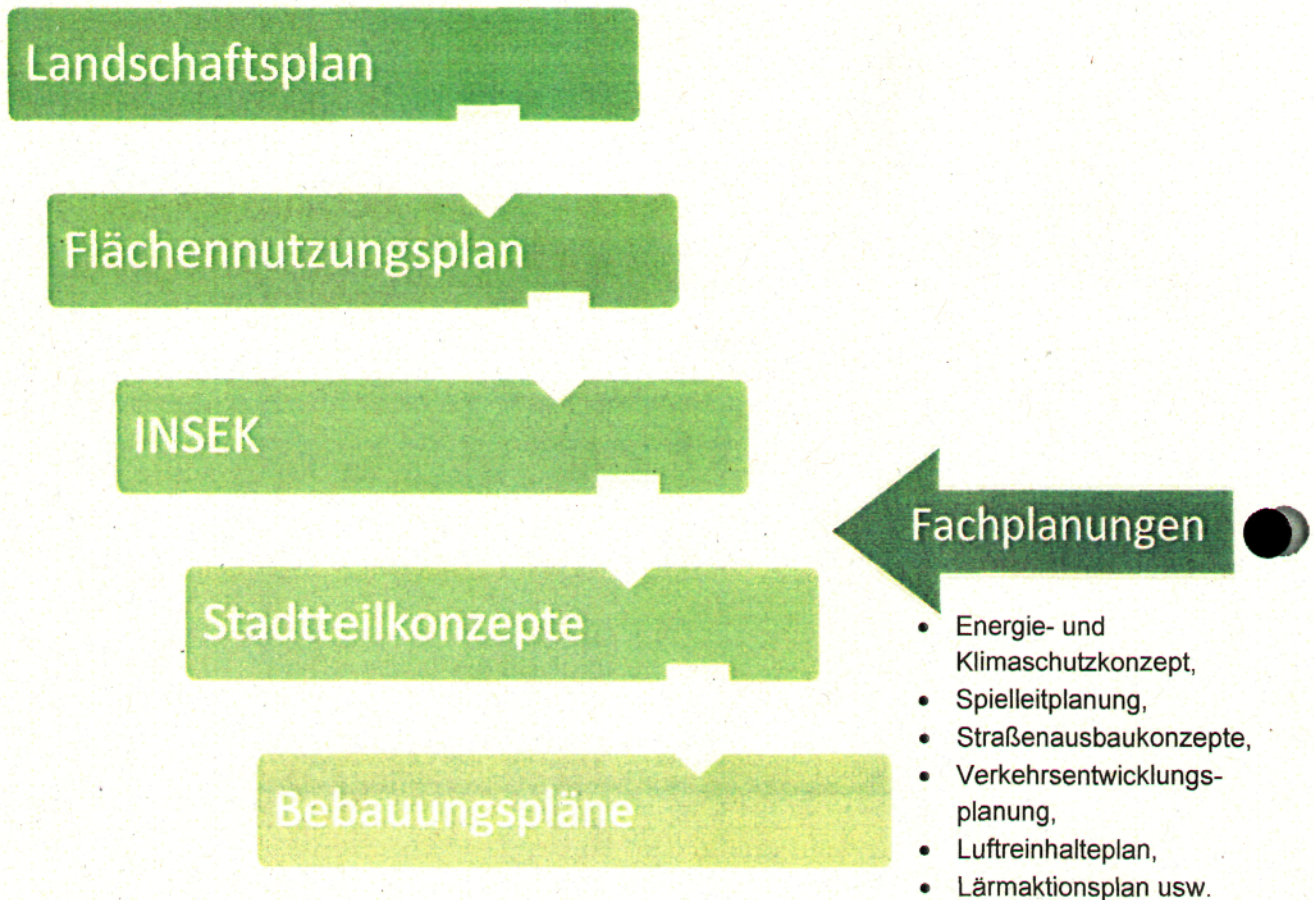 Landschaftsplan
Flächennutzungsplan
INSEK
Stadtteilkonzepte
Bebauungspläne
Fachplanungen
• Energie- und
Klimaschutzkonzept,
• Spielleitplanung,
• Straßenausbaukonzepte,
• Verkehrsentwicklungs-
planung,
• Luftreinhalteplan,
• Lärmaktionsplan usw.